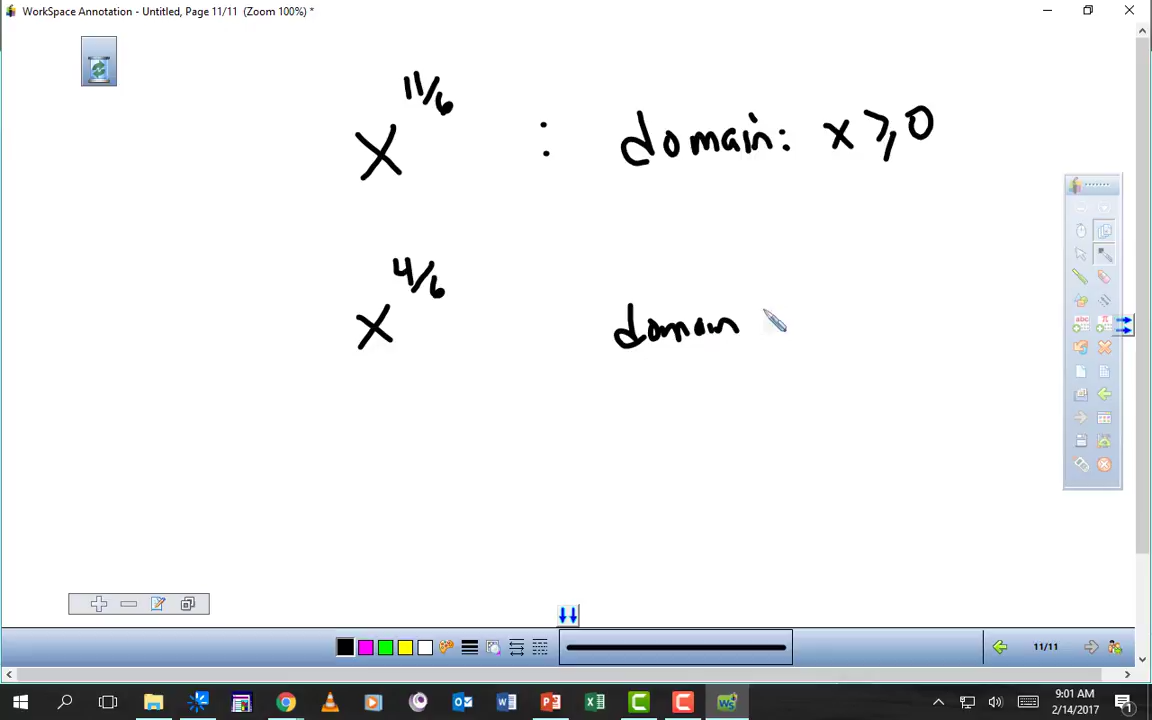 WorkSpace Annotation - Untitled, Page 11/11 (Zoom 100%) *
x^11/6 : domain: x ≥ 0
x^4/6 domain
11/11
9:01 AM
2/14/2017